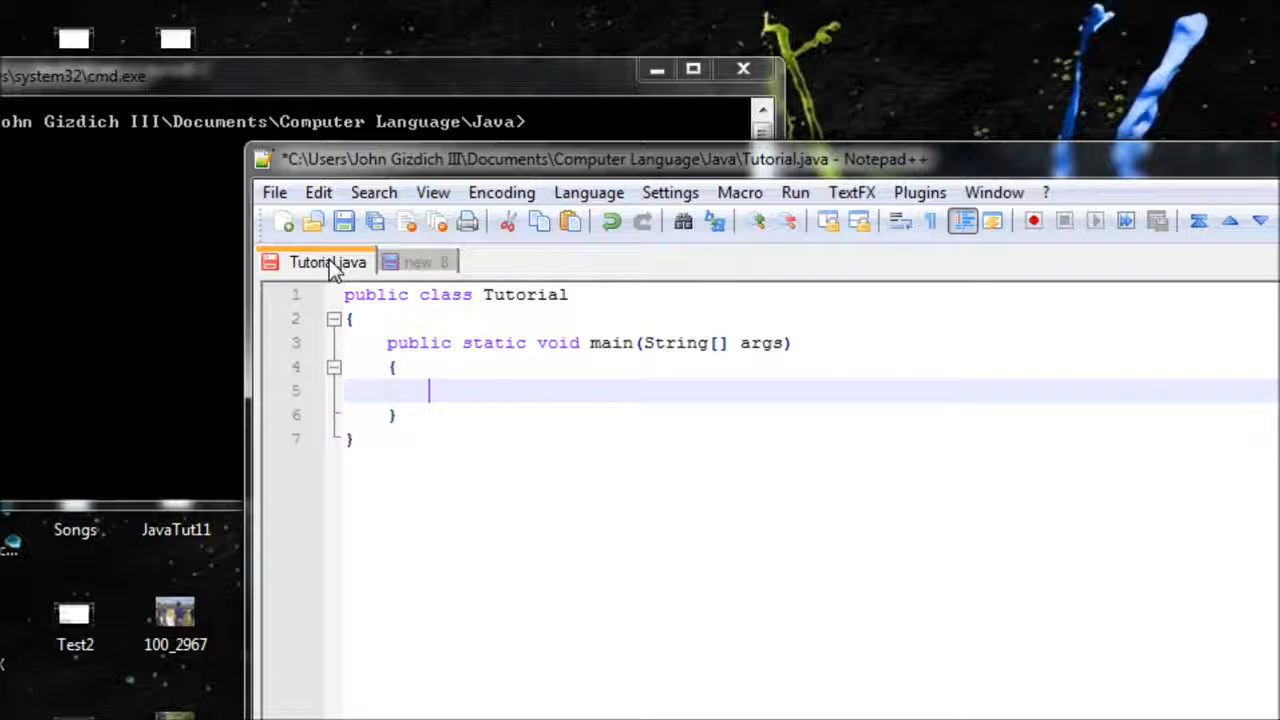 s\system32\cmd.exe
ohn Gizdich III\Documents\Computer Language\Java>
*C:\Users\John Gizdich III\Documents\Computer Language\Java\Tutorial.java - Notepad++
File Edit Search View Encoding Language Settings Macro Run TextFX Plugins Window ?
Tutorial.java new 8
1 public class Tutorial
2 {
3 public static void main(String[] args)
4 {
5
6 }
7 }
Songs JavaTut11
c...
Test2 100_2967
X